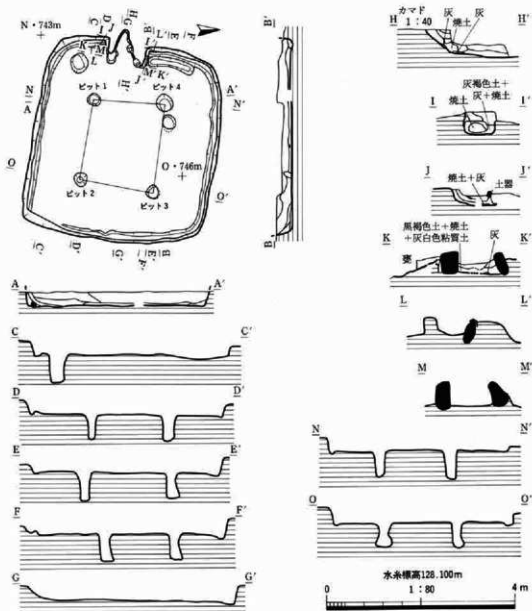 N・743m
C D H B
I' L' E F
G
K M J
L M' K'
I
H'
ピット1
ピット4
N
A
A'
N'
O
O・746m
ピット2
ピット3
O'
C' D' G' E' F' B
B'
B
カマド
1:40
灰
焼土
灰
H
H'
灰褐色土+
灰+焼土
焼土
I
I'
焼土+灰
土器
J
J'
黒褐色土+焼土
+灰白色粘質土
灰
甕
K
K'
L
L'
M
M'
A
A'
C
C'
D
D'
E
E'
F
F'
G
G'
N
N'
O
O'
水糸標高128.100m
0 1:80 4m